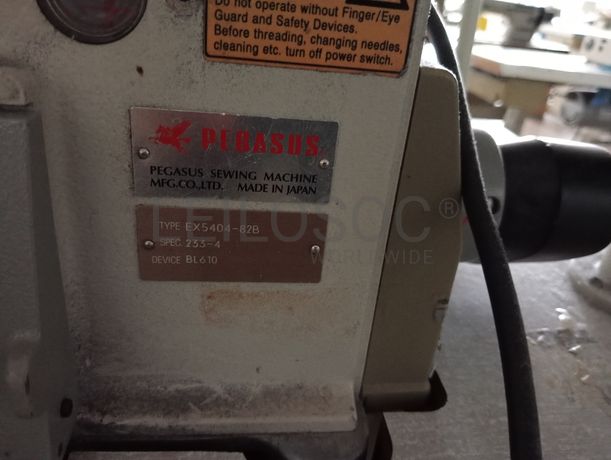 Do not operate without Finger/Eye
Guard and Safety Devices.
Before threading, changing needles,
cleaning etc. turn off power switch.
PEGASUS
PEGASUS SEWING MACHINE
MFG.CO.,LTD. MADE IN JAPAN
LEILOSOC®
WORLDWIDE
TYPE EX5404-82B
SPEC. 233-4
DEVICE BL610